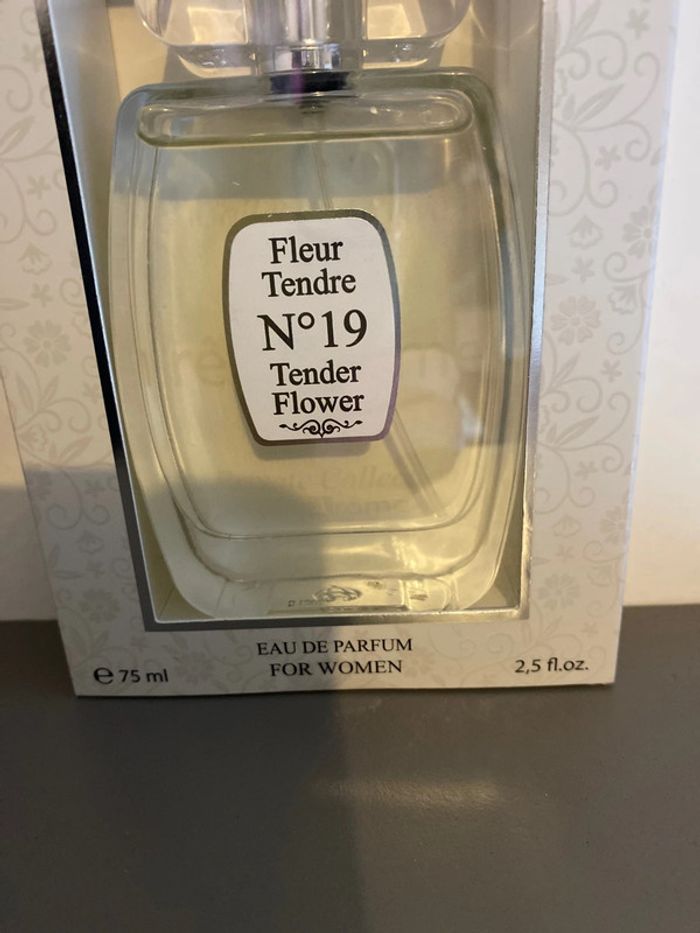 Fleur
Tendre
N°19
Tender
Flower
EAU DE PARFUM
FOR WOMEN
℮ 75 ml
2,5 fl.oz.